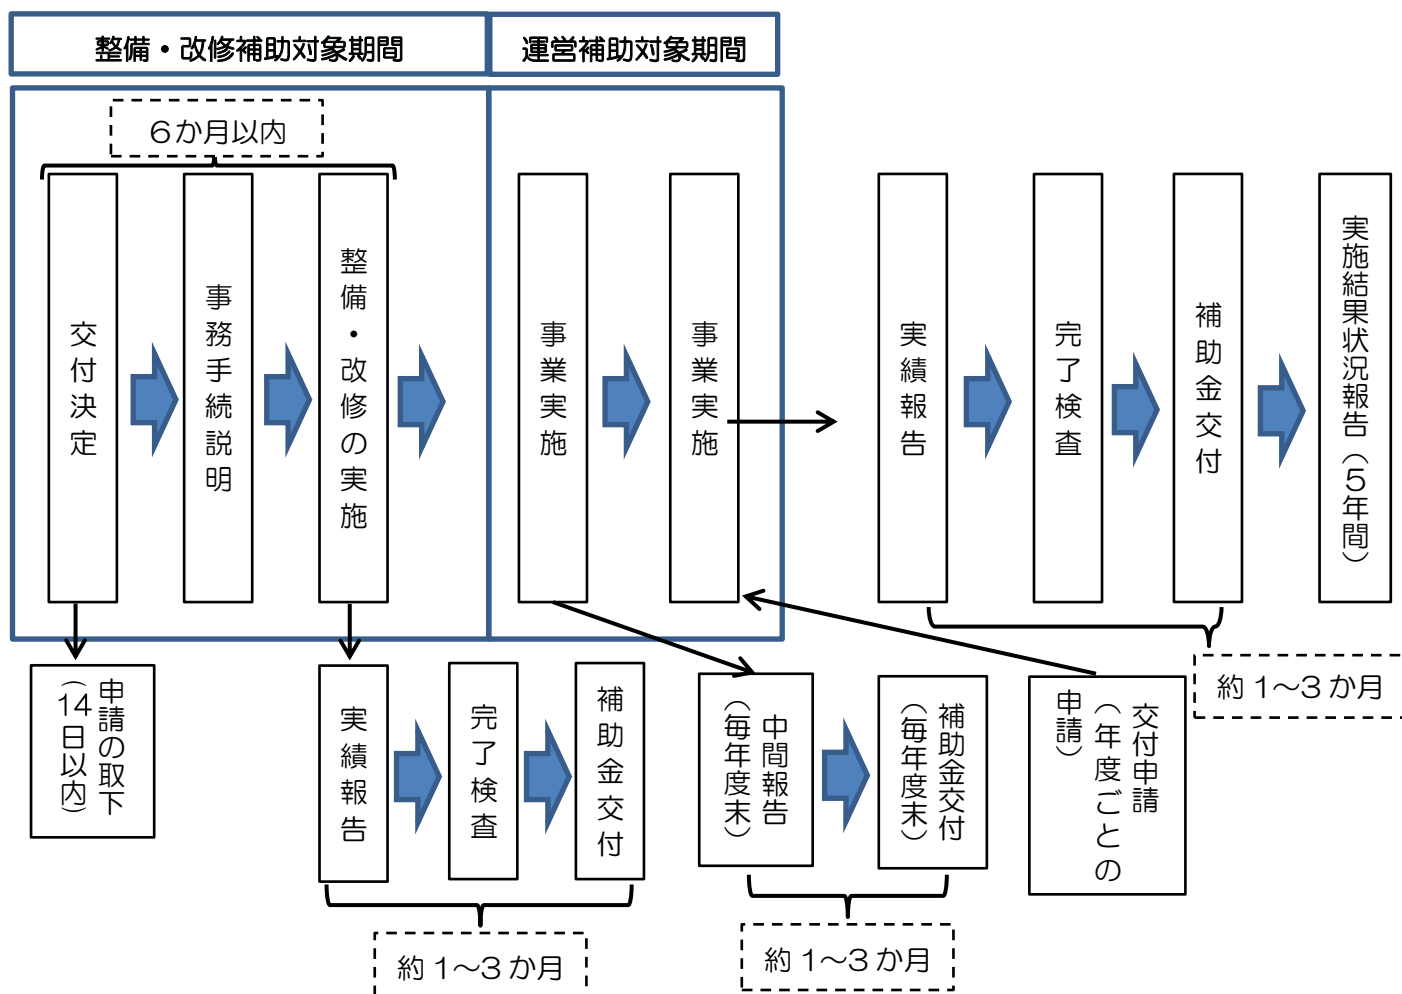 整備・改修補助対象期間
運営補助対象期間
6か月以内
交付決定
事務手続説明
整備・改修の実施
事業実施
事業実施
実績報告
完了検査
補助金交付
実施結果状況報告(5年間)
申請の取下
(14日以内)
実績報告
完了検査
補助金交付
中間報告
(毎年度末)
補助金交付
(毎年度末)
交付申請
(年度ごとの
申請)
約1~3か月
約1~3か月
約1~3か月